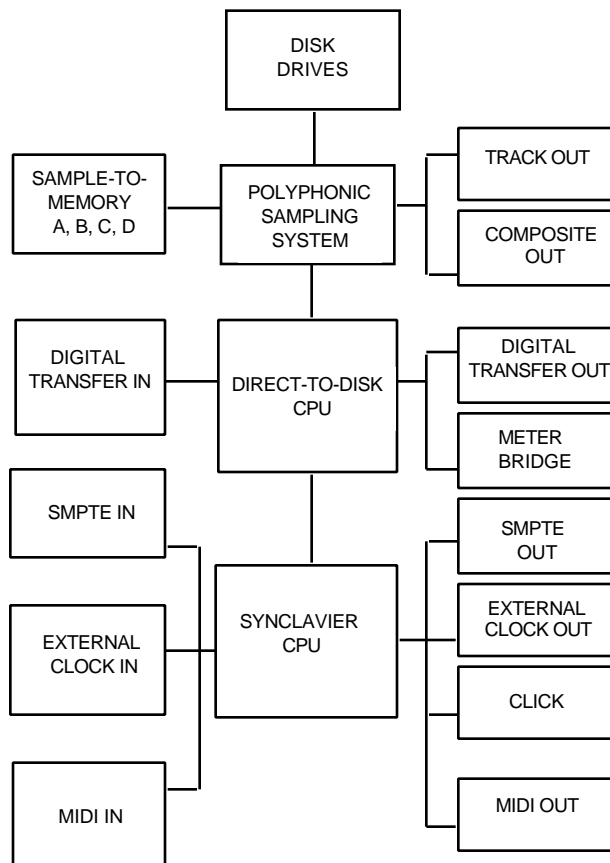 DISK
DRIVES
SAMPLE-TO-
MEMORY
A, B, C, D
POLYPHONIC
SAMPLING
SYSTEM
TRACK OUT
COMPOSITE
OUT
DIGITAL
TRANSFER IN
DIRECT-TO-DISK
CPU
DIGITAL
TRANSFER OUT
METER
BRIDGE
SMPTE IN
EXTERNAL
CLOCK IN
MIDI IN
SYNCLAVIER
CPU
SMPTE
OUT
EXTERNAL
CLOCK OUT
CLICK
MIDI OUT